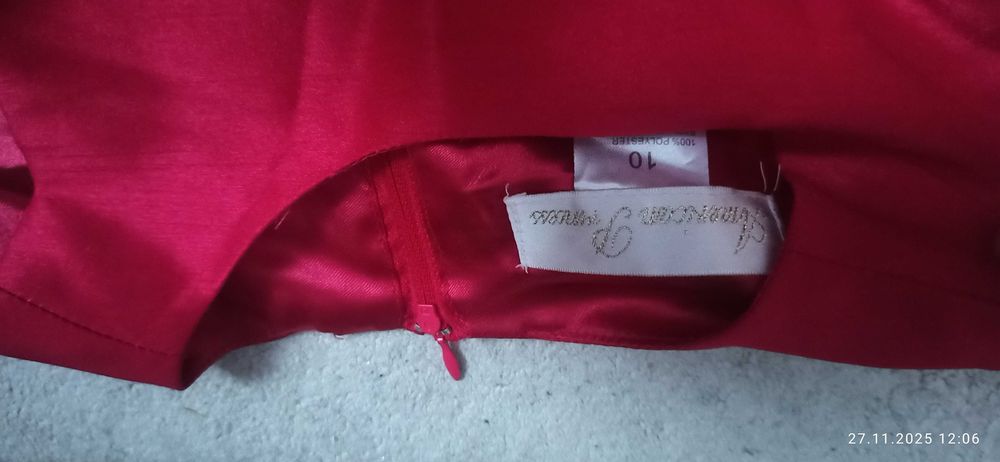 American Princess
10
100% POLYESTER
27.11.2025 12:06